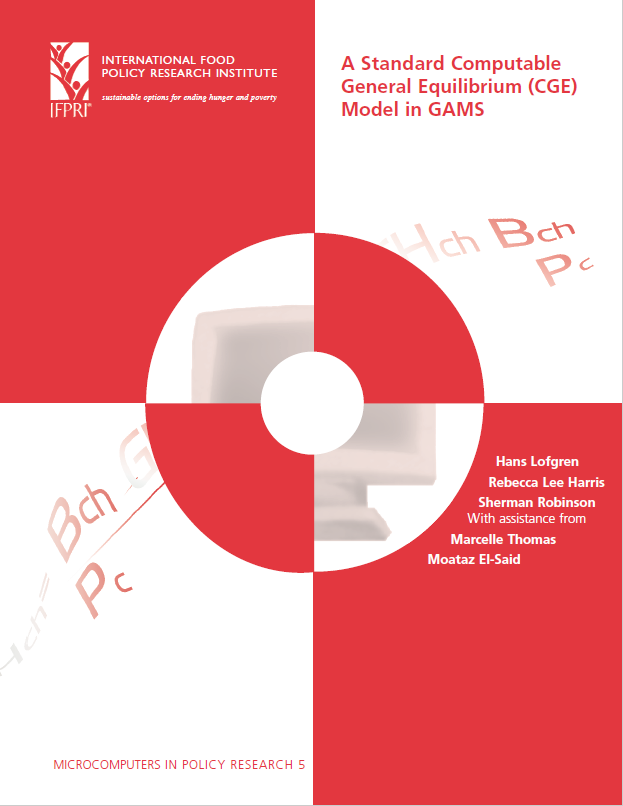 INTERNATIONAL FOOD
POLICY RESEARCH INSTITUTE
sustainable options for ending hunger and poverty
IFPRI®
A Standard Computable
General Equilibrium (CGE)
Model in GAMS
Hch Bch
Pc
G
Bch
Pc
Hch =
Hans Lofgren
Rebecca Lee Harris
Sherman Robinson
With assistance from
Marcelle Thomas
Moataz El-Said
MICROCOMPUTERS IN POLICY RESEARCH 5